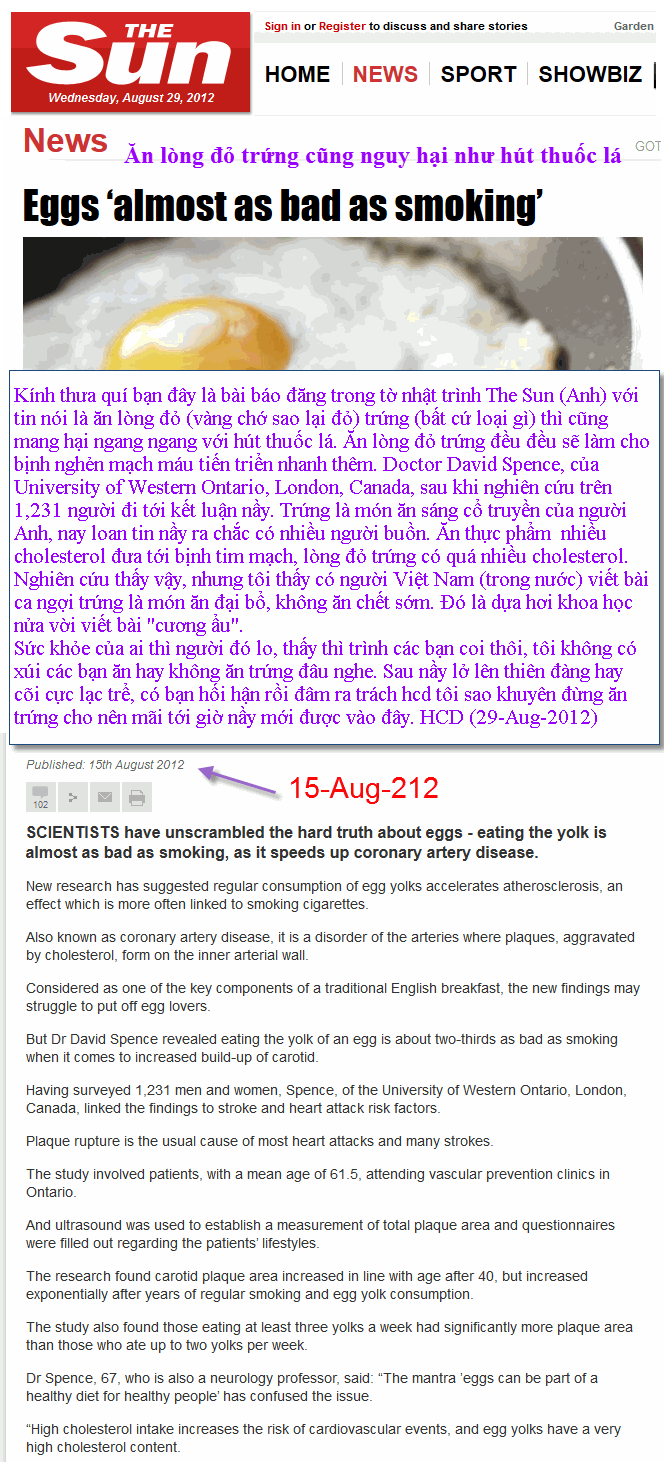 THE
Sun
Wednesday, August 29, 2012
Sign in or Register to discuss and share stories
Garden
HOME NEWS SPORT SHOWBIZ
News
GOT
Ăn lòng đỏ trứng cũng nguy hại như hút thuốc lá
Eggs ‘almost as bad as smoking’
Kính thưa quí bạn đây là bài báo đăng trong tờ nhật trình The Sun (Anh) với
tin nói là ăn lòng đỏ (vàng chớ sao lại đỏ) trứng (bất cứ loại gì) thì cũng
mang hại ngang ngang với hút thuốc lá. Ăn lòng đỏ trứng đều đều sẽ làm cho
bịnh nghẻn mạch máu tiến triển nhanh thêm. Doctor David Spence, của
University of Western Ontario, London, Canada, sau khi nghiên cứu trên
1,231 người đi tới kết luận nầy. Trứng là món ăn sáng cổ truyền của người
Anh, nay loan tin nầy ra chắc có nhiều người buồn. Ăn thực phẩm nhiều
cholesterol đưa tới bịnh tim mạch, lòng đỏ trứng có quá nhiều cholesterol.
Nghiên cứu thấy vậy, nhưng tôi thấy có người Việt Nam (trong nước) viết bài
ca ngợi trứng là món ăn đại bổ, không ăn chết sớm. Đó là dựa hơi khoa học
nửa vời viết bài "cương ẩu".
Sức khỏe của ai thì người đó lo, thấy thì trình các bạn coi thôi, tôi không có
xúi các bạn ăn hay không ăn trứng đâu nghe. Sau nầy lở lên thiên đàng hay
cõi cực lạc trể, có bạn hối hận rồi đâm ra trách hcd tôi sao khuyên đừng ăn
trứng cho nên mãi tới giờ nầy mới được vào đây. HCD (29-Aug-2012)
Published: 15th August 2012
15-Aug-212
102
SCIENTISTS have unscrambled the hard truth about eggs - eating the yolk is
almost as bad as smoking, as it speeds up coronary artery disease.
New research has suggested regular consumption of egg yolks accelerates atherosclerosis, an
effect which is more often linked to smoking cigarettes.
Also known as coronary artery disease, it is a disorder of the arteries where plaques, aggravated
by cholesterol, form on the inner arterial wall.
Considered as one of the key components of a traditional English breakfast, the new findings may
struggle to put off egg lovers.
But Dr David Spence revealed eating the yolk of an egg is about two-thirds as bad as smoking
when it comes to increased build-up of carotid.
Having surveyed 1,231 men and women, Spence, of the University of Western Ontario, London,
Canada, linked the findings to stroke and heart attack risk factors.
Plaque rupture is the usual cause of most heart attacks and many strokes.
The study involved patients, with a mean age of 61.5, attending vascular prevention clinics in
Ontario.
And ultrasound was used to establish a measurement of total plaque area and questionnaires
were filled out regarding the patients’ lifestyles.
The research found carotid plaque area increased in line with age after 40, but increased
exponentially after years of regular smoking and egg yolk consumption.
The study also found those eating at least three yolks a week had significantly more plaque area
than those who ate up to two yolks per week.
Dr Spence, 67, who is also a neurology professor, said: “The mantra ’eggs can be part of a
healthy diet for healthy people’ has confused the issue.
“High cholesterol intake increases the risk of cardiovascular events, and egg yolks have a very
high cholesterol content.